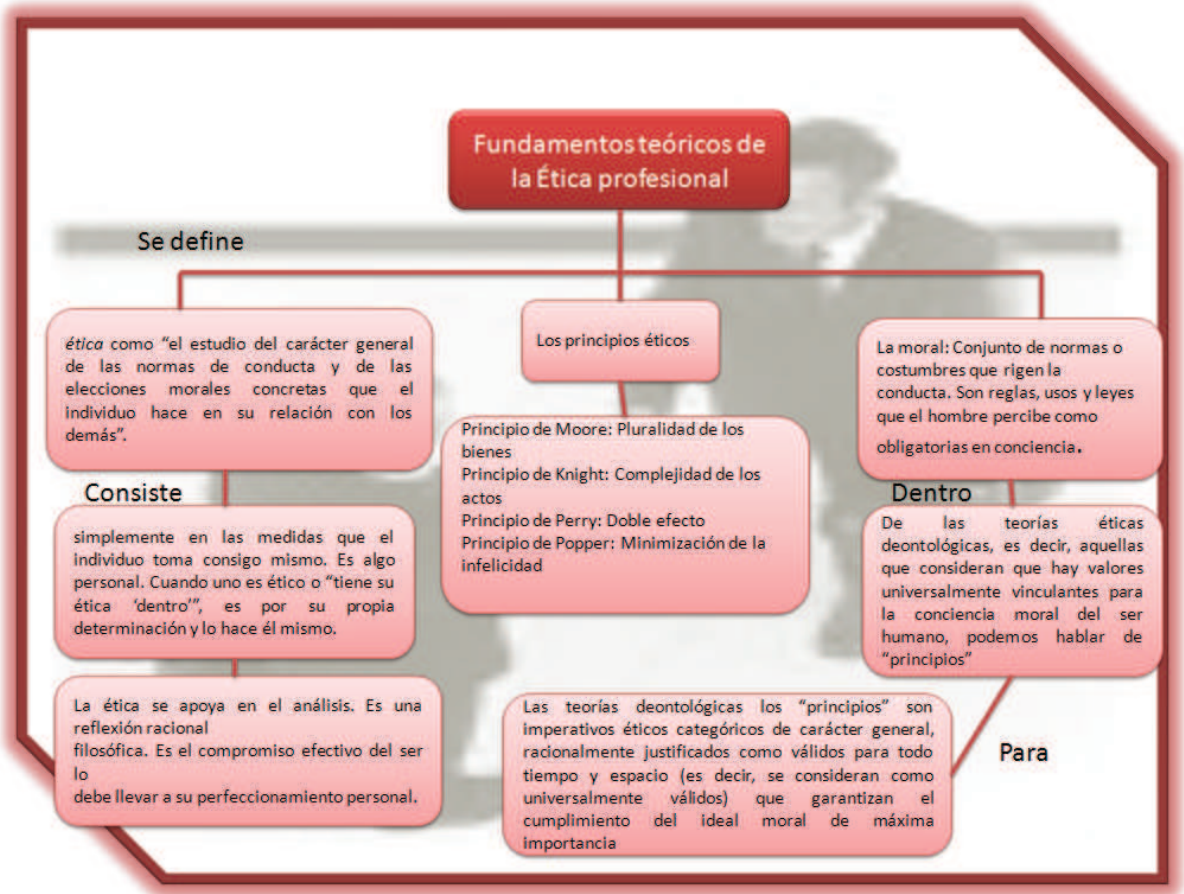 Fundamentos teóricos de
la Ética profesional
Se define
ética como “el estudio del carácter general
de las normas de conducta y de las
elecciones morales concretas que el
individuo hace en su relación con los
demás”.
Consiste
simplemente en las medidas que el
individuo toma consigo mismo. Es algo
personal. Cuando uno es ético o “tiene su
ética ‘dentro’”, es por su propia
determinación y lo hace él mismo.
La ética se apoya en el análisis. Es una
reflexión racional
filosófica. Es el compromiso efectivo del ser
lo
debe llevar a su perfeccionamiento personal.
Los principios éticos
Principio de Moore: Pluralidad de los
bienes
Principio de Knight: Complejidad de los
actos
Principio de Perry: Doble efecto
Principio de Popper: Minimización de la
infelicidad
La moral: Conjunto de normas o
costumbres que rigen la
conducta. Son reglas, usos y leyes
que el hombre percibe como
obligatorias en conciencia.
Dentro
De las teorías éticas
deontológicas, es decir, aquellas
que consideran que hay valores
universalmente vinculantes para
la conciencia moral del ser
humano, podemos hablar de
“principios”
Para
Las teorías deontológicas los “principios” son
imperativos éticos categóricos de carácter general,
racionalmente justificados como válidos para todo
tiempo y espacio (es decir, se consideran como
universalmente válidos) que garantizan el
cumplimiento del ideal moral de máxima
importancia